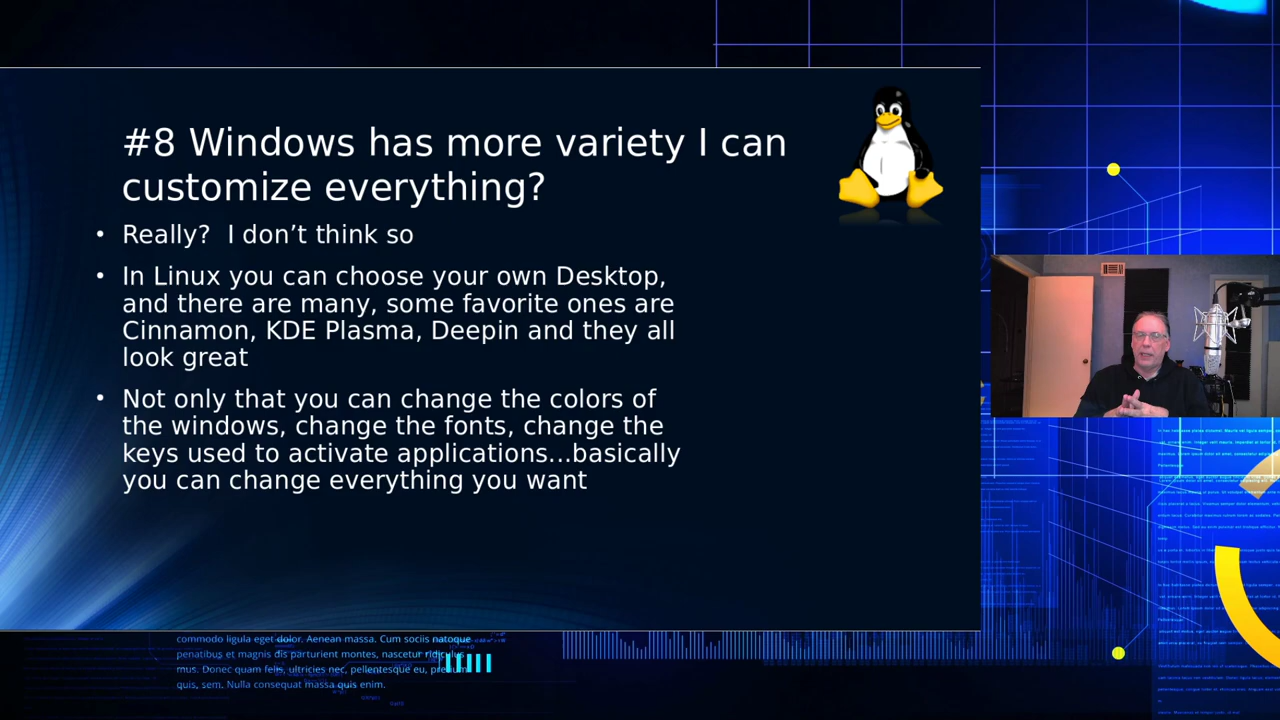 #8 Windows has more variety I can
customize everything?
• Really?  I don’t think so
• In Linux you can choose your own Desktop,
and there are many, some favorite ones are
Cinnamon, KDE Plasma, Deepin and they all
look great
• Not only that you can change the colors of
the windows, change the fonts, change the
keys used to activate applications...basically
you can change everything you want
commodo ligula eget dolor. Aenean massa. Cum sociis natoque
penatibus et magnis dis parturient montes, nascetur ridiculus
mus. Donec quam felis, ultricies nec, pellentesque eu, pretium
quis, sem. Nulla consequat massa quis enim.